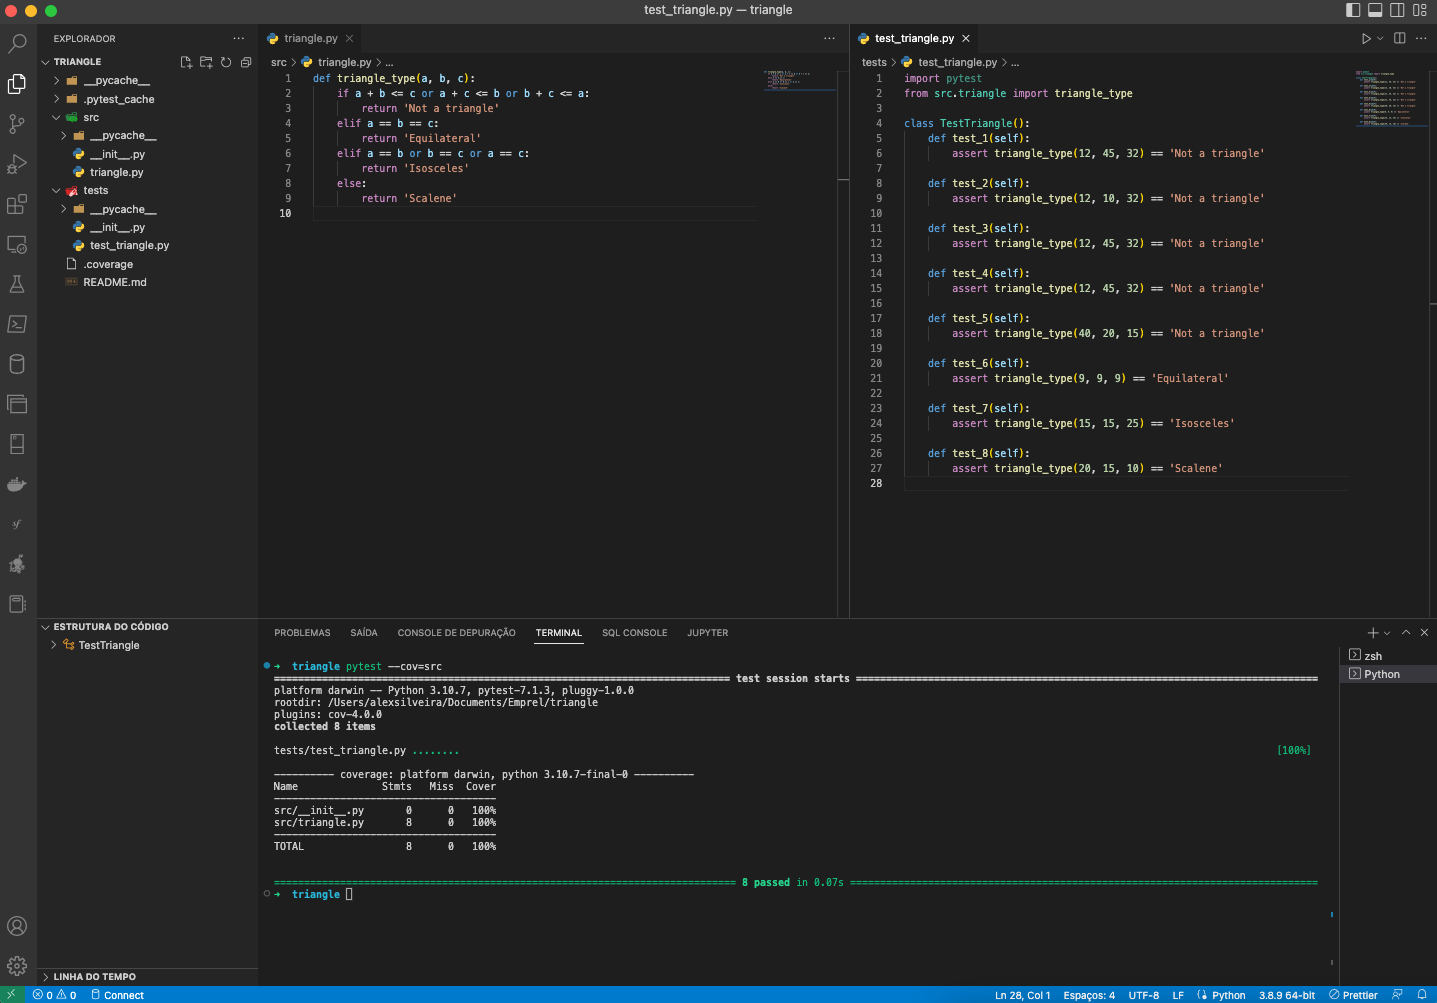 test_triangle.py — triangle
EXPLORADOR
TRIANGLE
__pycache__
.pytest_cache
src
__pycache__
__init__.py
triangle.py
tests
__pycache__
__init__.py
test_triangle.py
.coverage
README.md
ESTRUTURA DO CÓDIGO
TestTriangle
LINHA DO TEMPO
triangle.py
src > triangle.py > ...
1 def triangle_type(a, b, c):
2 if a + b <= c or a + c <= b or b + c <= a:
3 return 'Not a triangle'
4 elif a == b == c:
5 return 'Equilateral'
6 elif a == b or b == c or a == c:
7 return 'Isosceles'
8 else:
9 return 'Scalene'
10
test_triangle.py
tests > test_triangle.py > ...
1 import pytest
2 from src.triangle import triangle_type
3
4 class TestTriangle():
5 def test_1(self):
6 assert triangle_type(12, 45, 32) == 'Not a triangle'
7
8 def test_2(self):
9 assert triangle_type(12, 10, 32) == 'Not a triangle'
10
11 def test_3(self):
12 assert triangle_type(12, 45, 32) == 'Not a triangle'
13
14 def test_4(self):
15 assert triangle_type(12, 45, 32) == 'Not a triangle'
16
17 def test_5(self):
18 assert triangle_type(40, 20, 15) == 'Not a triangle'
19
20 def test_6(self):
21 assert triangle_type(9, 9, 9) == 'Equilateral'
22
23 def test_7(self):
24 assert triangle_type(15, 15, 25) == 'Isosceles'
25
26 def test_8(self):
27 assert triangle_type(20, 15, 10) == 'Scalene'
28
PROBLEMAS SAÍDA CONSOLE DE DEPURAÇÃO TERMINAL SQL CONSOLE JUPYTER
zsh
Python
➜ triangle pytest --cov=src
test session starts
platform darwin -- Python 3.10.7, pytest-7.1.3, pluggy-1.0.0
rootdir: /Users/alexsilveira/Documents/Emprel/triangle
plugins: cov-4.0.0
collected 8 items
tests/test_triangle.py ........ [100%]
---------- coverage: platform darwin, python 3.10.7-final-0 ----------
Name Stmts Miss Cover
src/__init__.py 0 0 100%
src/triangle.py 8 0 100%
TOTAL 8 0 100%
8 passed in 0.07s
➜ triangle
0 0 Connect
Ln 28, Col 1 Espaços: 4 UTF-8 LF Python 3.8.9 64-bit Prettier